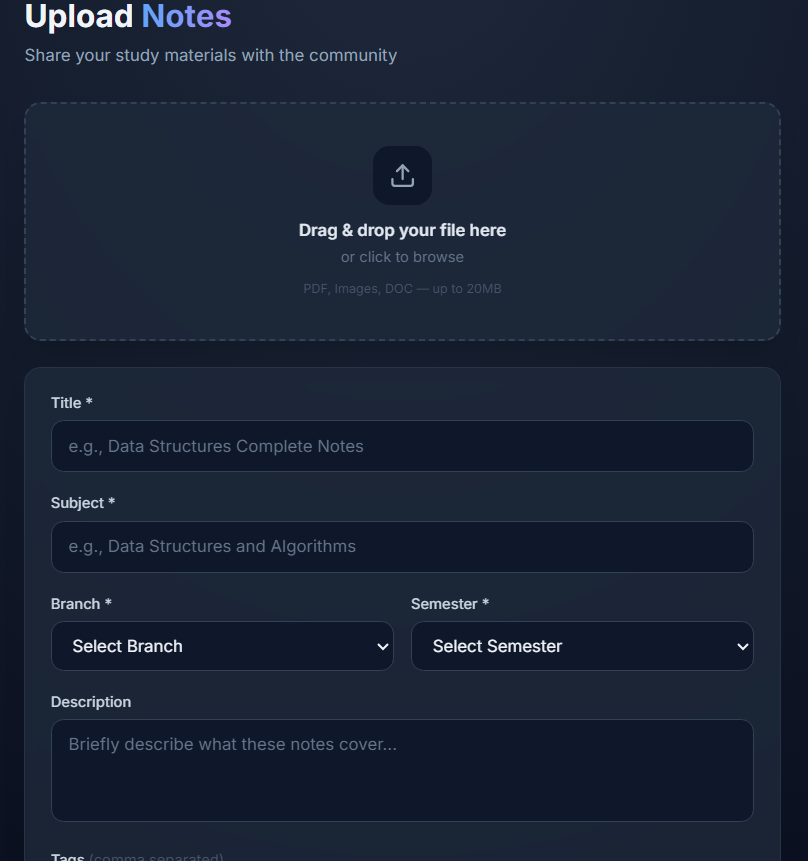 Upload Notes
Share your study materials with the community
Drag & drop your file here
or click to browse
PDF, Images, DOC — up to 20MB
Title *
e.g., Data Structures Complete Notes
Subject *
e.g., Data Structures and Algorithms
Branch *
Semester *
Select Branch
Select Semester
Description
Briefly describe what these notes cover...
Tags (comma separated)